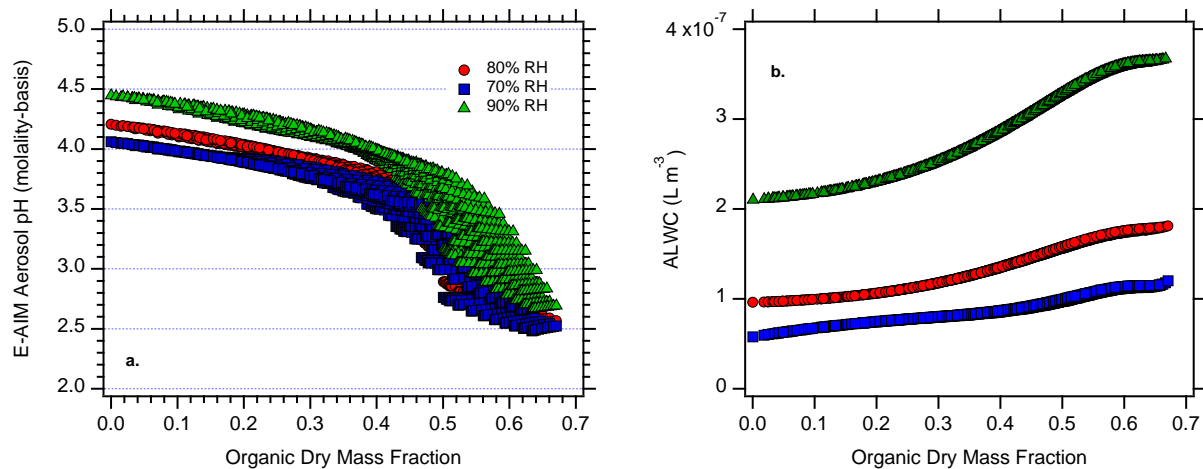 5.0
4.5
4.0
3.5
3.0
2.5
2.0
E-AIM Aerosol pH (molality-basis)
0.0 0.1 0.2 0.3 0.4 0.5 0.6 0.7
Organic Dry Mass Fraction
80% RH
70% RH
90% RH
a.
4 x10⁻⁷
3
2
1
0
ALWC (L m⁻³)
0.0 0.1 0.2 0.3 0.4 0.5 0.6 0.7
Organic Dry Mass Fraction
b.